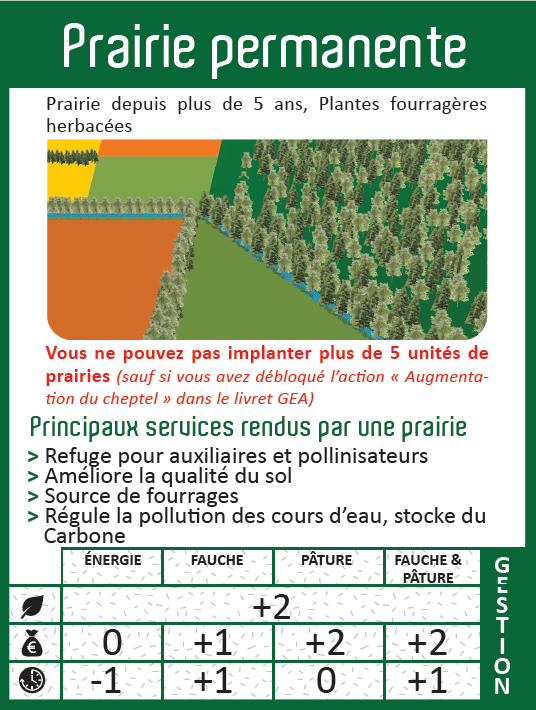 Prairie permanente
Prairie depuis plus de 5 ans, Plantes fourragères
herbacées
Vous ne pouvez pas implanter plus de 5 unités de
prairies (sauf si vous avez débloqué l'action « Augmenta-
tion du cheptel » dans le livret GEA)
Principaux services rendus par une prairie
> Refuge pour auxiliaires et pollinisateurs
> Améliore la qualité du sol
> Source de fourrages
> Régule la pollution des cours d'eau, stocke du
Carbone
ÉNERGIE FAUCHE PÂTURE FAUCHE &
PÂTURE
+2
0 +1 +2 +2
-1 +1 0 +1
GESTION